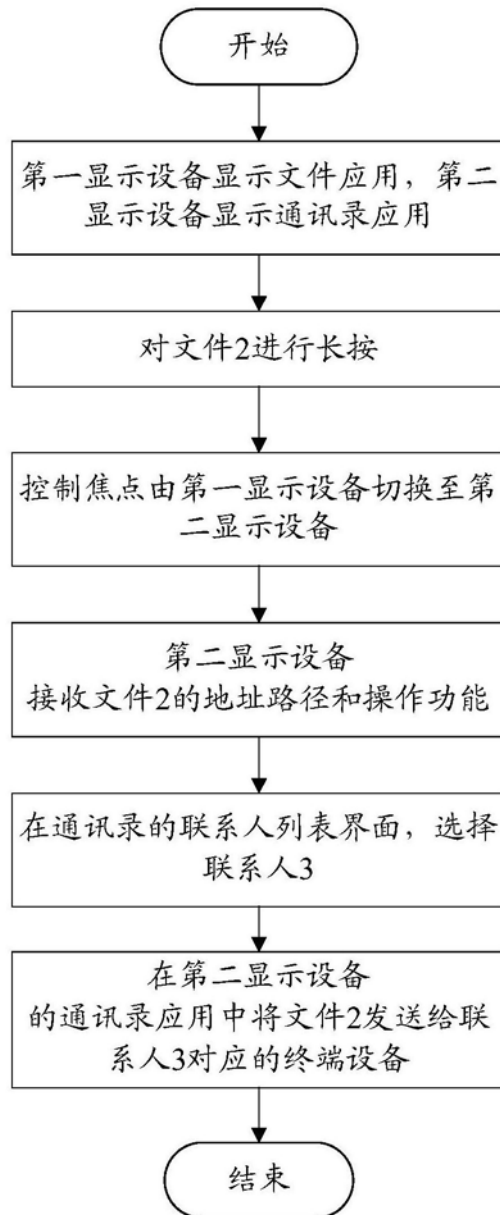 开始
第一显示设备显示文件应用，第二
显示设备显示通讯录应用
对文件2进行长按
控制焦点由第一显示设备切换至第
二显示设备
第二显示设备
接收文件2的地址路径和操作功能
在通讯录的联系人列表界面，选择
联系人3
在第二显示设备
的通讯录应用中将文件2发送给联
系人3对应的终端设备
结束